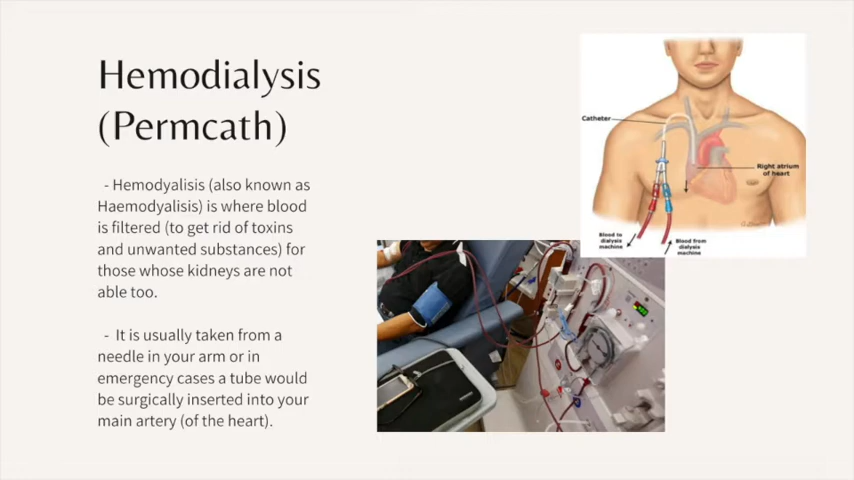 Hemodialysis
(Permcath)
- Hemodyalisis (also known as
Haemodyalisis) is where blood
is filtered (to get rid of toxins
and unwanted substances) for
those whose kidneys are not
able too.
- It is usually taken from a
needle in your arm or in
emergency cases a tube would
be surgically inserted into your
main artery (of the heart).
Catheter
Right atrium
of heart
Blood to
dialysis
machine
Blood from
dialysis
machine